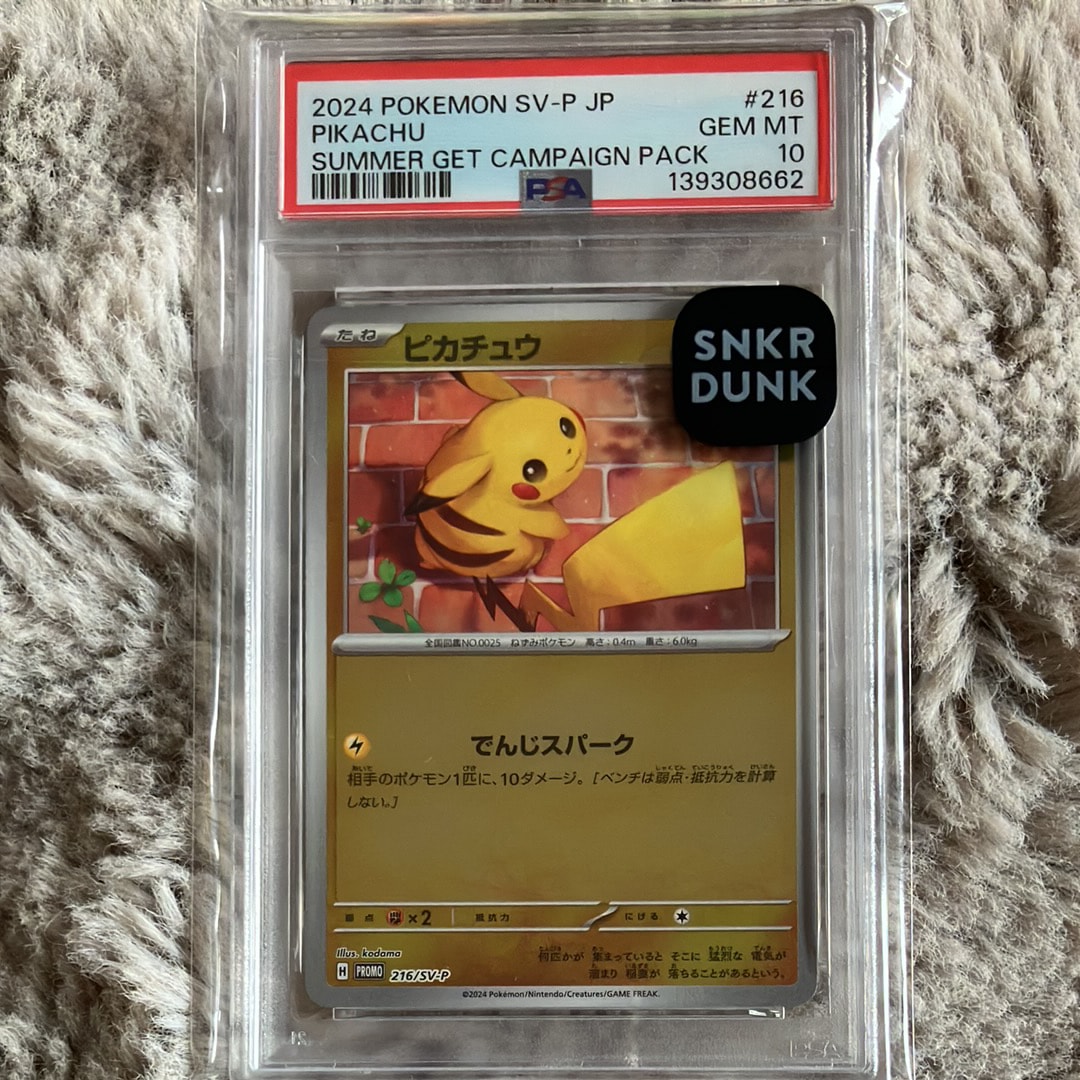 2024 POKEMON SV-P JP #216
PIKACHU GEM MT
SUMMER GET CAMPAIGN PACK 10
PSA 139308662
SNKR
DUNK
たね ピカチュウ
全国図鑑NO.0025 ねずみポケモン 高さ:0.4m 重さ:6.0kg
でんじスパーク
相手のポケモン1匹に、10ダメージ。[ベンチは弱点・抵抗力を計算
しない。]
弱点 ×2 抵抗力 にげる
Illus. kodama
何匹かが 集まっていると そこに 猛烈な 電気が
溜まり 稲妻が 落ちることがあるという。
H PROMO 216/SV-P
©2024 Pokémon/Nintendo/Creatures/GAME FREAK.